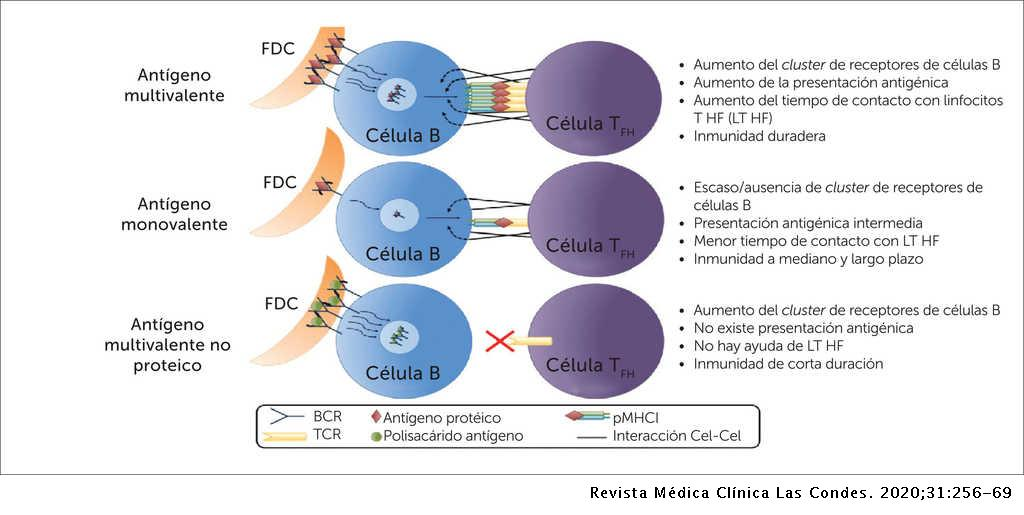 FDC
Antígeno
multivalente
Célula B
Célula TFH
• Aumento del cluster de receptores de células B
• Aumento de la presentación antigénica
• Aumento del tiempo de contacto con linfocitos
T HF (LT HF)
• Inmunidad duradera
FDC
Antígeno
monovalente
Célula B
Célula TFH
• Escaso/ausencia de cluster de receptores de
células B
• Presentación antigénica intermedia
• Menor tiempo de contacto con LT HF
• Inmunidad a mediano y largo plazo
FDC
Antígeno
multivalente no
proteico
Célula B
Célula TFH
• Aumento del cluster de receptores de células B
• No existe presentación antigénica
• No hay ayuda de LT HF
• Inmunidad de corta duración
BCR
Antígeno protéico
pMHCI
TCR
Polisacárido antígeno
Interacción Cel-Cel
Revista Médica Clínica Las Condes. 2020;31:256-69